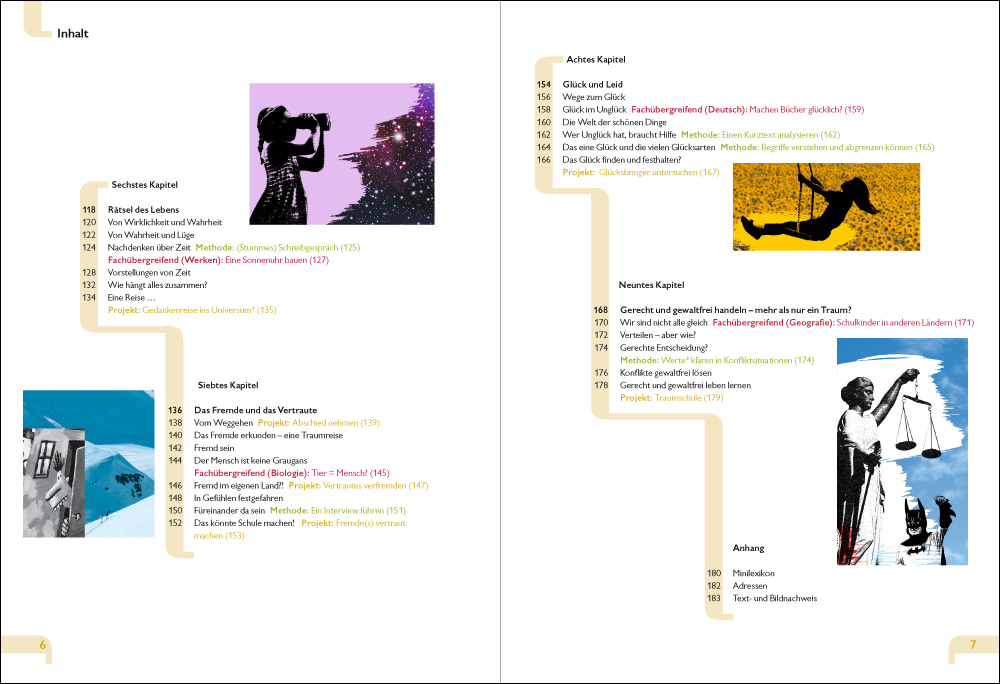 Inhalt
Sechstes Kapitel
118 Rätsel des Lebens
120 Von Wirklichkeit und Wahrheit
122 Von Wahrheit und Lüge
124 Nachdenken über Zeit Methode: (Stummes) Schreibgespräch (125)
Fachübergreifend (Werken): Eine Sonnenuhr bauen (127)
128 Vorstellungen von Zeit
132 Wie hängt alles zusammen?
134 Eine Reise …
Projekt: Gedankenreise ins Universum* (135)
Siebtes Kapitel
136 Das Fremde und das Vertraute
138 Vom Weggehen Projekt: Abschied nehmen (139)
140 Das Fremde erkunden – eine Traumreise
142 Fremd sein
144 Der Mensch ist keine Graugans
Fachübergreifend (Biologie): Tier = Mensch? (145)
146 Fremd im eigenen Land?! Projekt: Vertrautes verfremden (147)
148 In Gefühlen festgefahren
150 Füreinander da sein Methode: Ein Interview führen (151)
152 Das könnte Schule machen! Projekt: Fremde(s) vertraut
machen (153)
6
Achtes Kapitel
154 Glück und Leid
156 Wege zum Glück
158 Glück im Unglück Fachübergreifend (Deutsch): Machen Bücher glücklich? (159)
160 Die Welt der schönen Dinge
162 Wer Unglück hat, braucht Hilfe Methode: Einen Kurztext analysieren (162)
164 Das eine Glück und die vielen Glücksarten Methode: Begriffe verstehen und abgrenzen können (165)
166 Das Glück finden und festhalten?
Projekt: Glücksbringer untersuchen (167)
Neuntes Kapitel
168 Gerecht und gewaltfrei handeln – mehr als nur ein Traum?
170 Wir sind nicht alle gleich Fachübergreifend (Geografie): Schulkinder in anderen Ländern (171)
172 Verteilen – aber wie?
174 Gerechte Entscheidung?
Methode: Werte* klären in Konfliktsituationen (174)
176 Konflikte gewaltfrei lösen
178 Gerecht und gewaltfrei leben lernen
Projekt: Traumschule (179)
Anhang
180 Minilexikon
182 Adressen
183 Text- und Bildnachweis
7